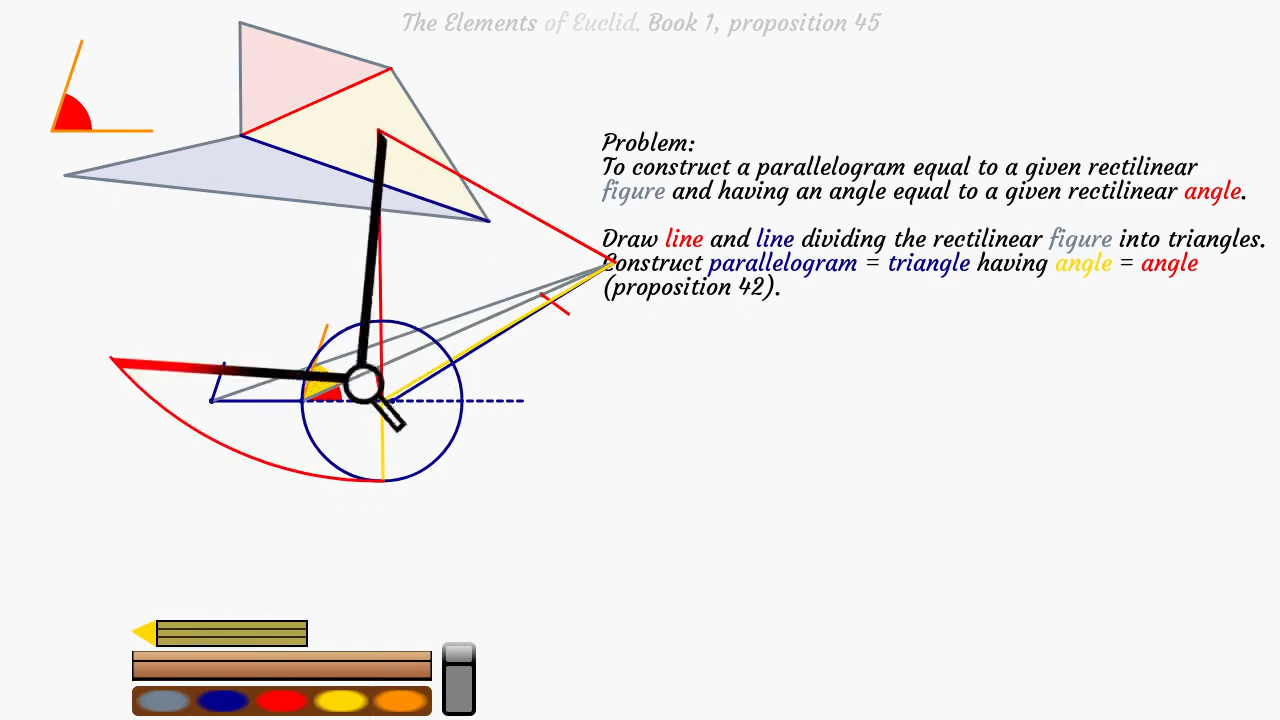 The Elements of Euclid. Book 1, proposition 45
Problem:
To construct a parallelogram equal to a given rectilinear
figure and having an angle equal to a given rectilinear angle.
Draw line and line dividing the rectilinear figure into triangles.
Construct parallelogram = triangle having angle = angle
(proposition 42).